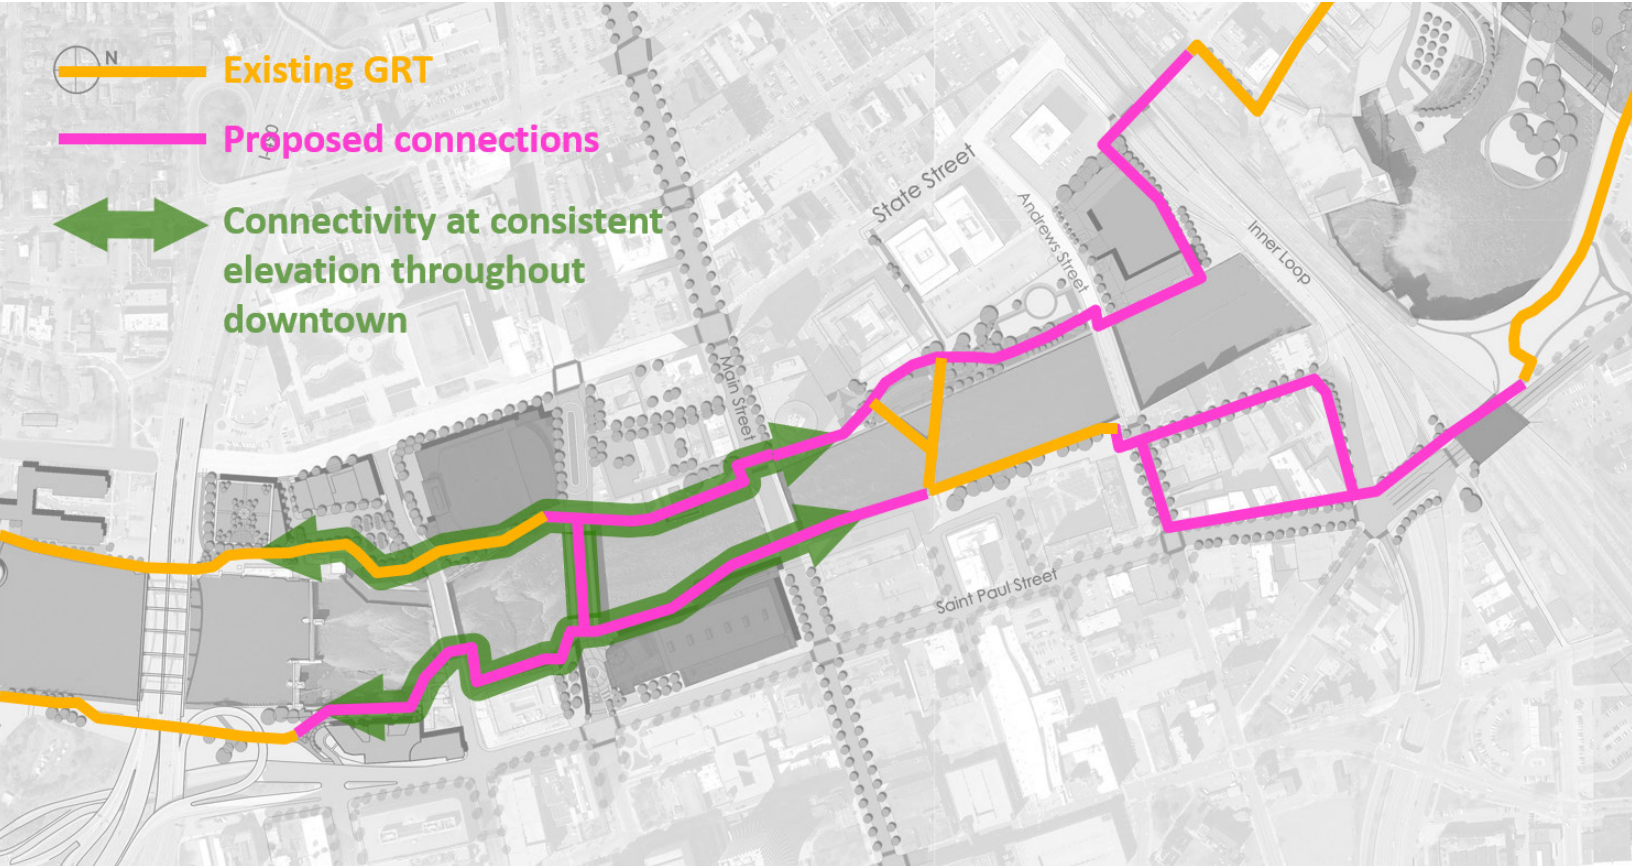 N
Existing GRT
Proposed connections
I-490
Connectivity at consistent
elevation throughout
downtown
State Street
Andrews Street
Inner Loop
Main Street
Saint Paul Street